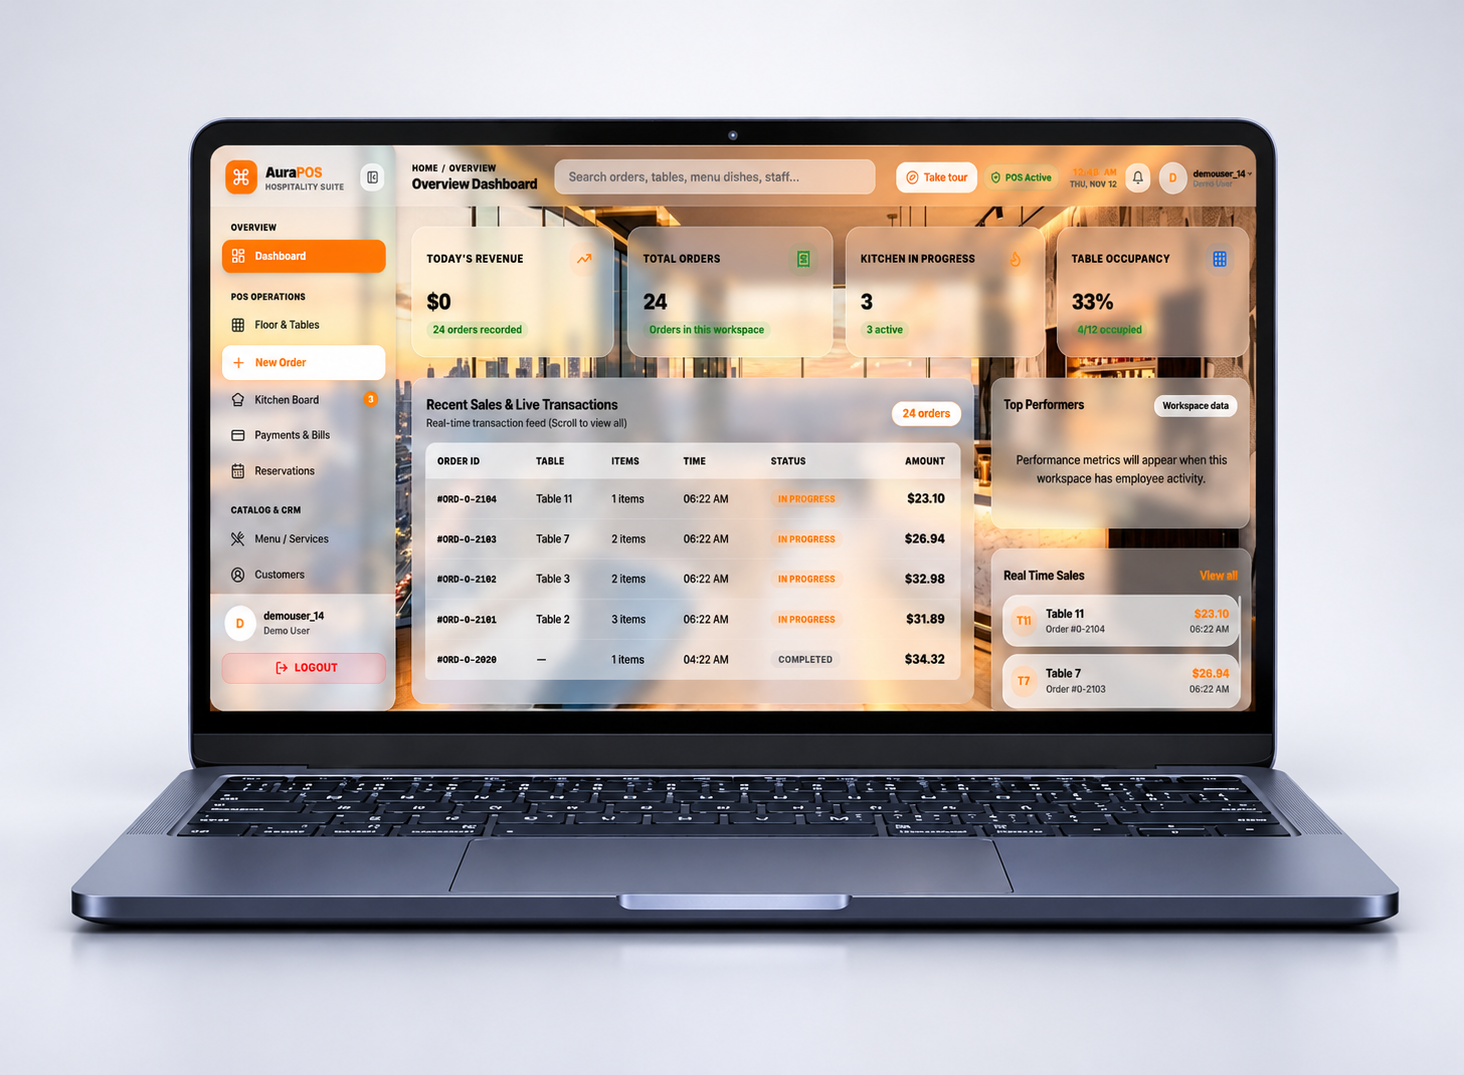 AuraPOS
HOSPITALITY SUITE
OVERVIEW
Dashboard
POS OPERATIONS
Floor & Tables
New Order
Kitchen Board 3
Payments & Bills
Reservations
CATALOG & CRM
Menu / Services
Customers
D
demouser_14
Demo User
LOGOUT
HOME / OVERVIEW
Overview Dashboard
Search orders, tables, menu dishes, staff...
Take tour
POS Active
AM
THU, NOV 12
D
demouser_14
Demo User
TODAY'S REVENUE
$0
24 orders recorded
TOTAL ORDERS
24
Orders in this workspace
KITCHEN IN PROGRESS
3
3 active
TABLE OCCUPANCY
33%
4/12 occupied
Recent Sales & Live Transactions
Real-time transaction feed (Scroll to view all)
24 orders
ORDER ID TABLE ITEMS TIME STATUS AMOUNT
#ORD-O-2104 Table 11 1 items 06:22 AM IN PROGRESS $23.10
#ORD-O-2103 Table 7 2 items 06:22 AM IN PROGRESS $26.94
#ORD-O-2102 Table 3 2 items 06:22 AM IN PROGRESS $32.98
#ORD-O-2101 Table 2 3 items 06:22 AM IN PROGRESS $31.89
#ORD-O-2020 — 1 items 04:22 AM COMPLETED $34.32
Top Performers
Workspace data
Performance metrics will appear when this
workspace has employee activity.
Real Time Sales
View all
T11
Table 11 $23.10
Order #0-2104 06:22 AM
T7
Table 7 $26.94
Order #0-2103 06:22 AM